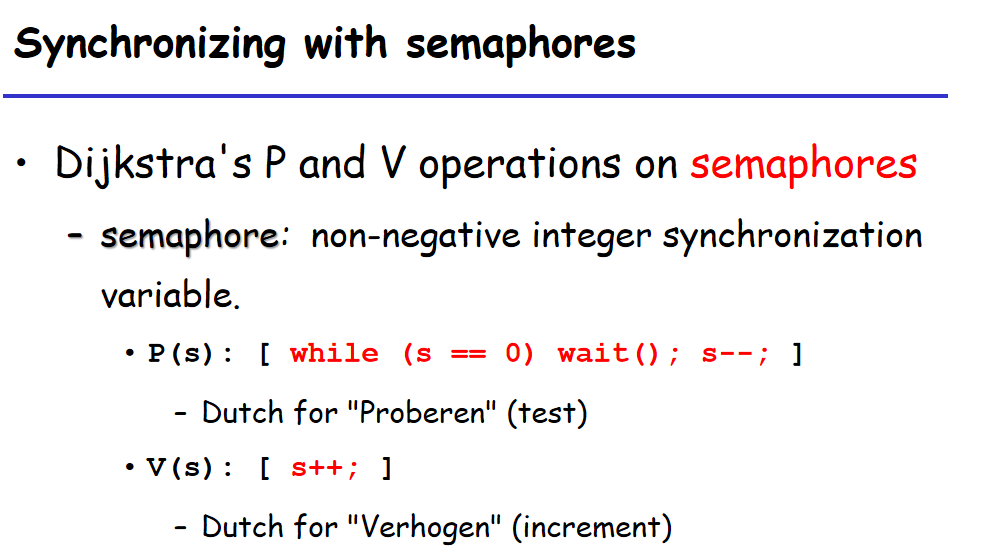 Synchronizing with semaphores
• Dijkstra's P and V operations on semaphores
– semaphore: non-negative integer synchronization
variable.
• P(s): [ while (s == 0) wait(); s--; ]
– Dutch for "Proberen" (test)
• V(s): [ s++; ]
– Dutch for "Verhogen" (increment)